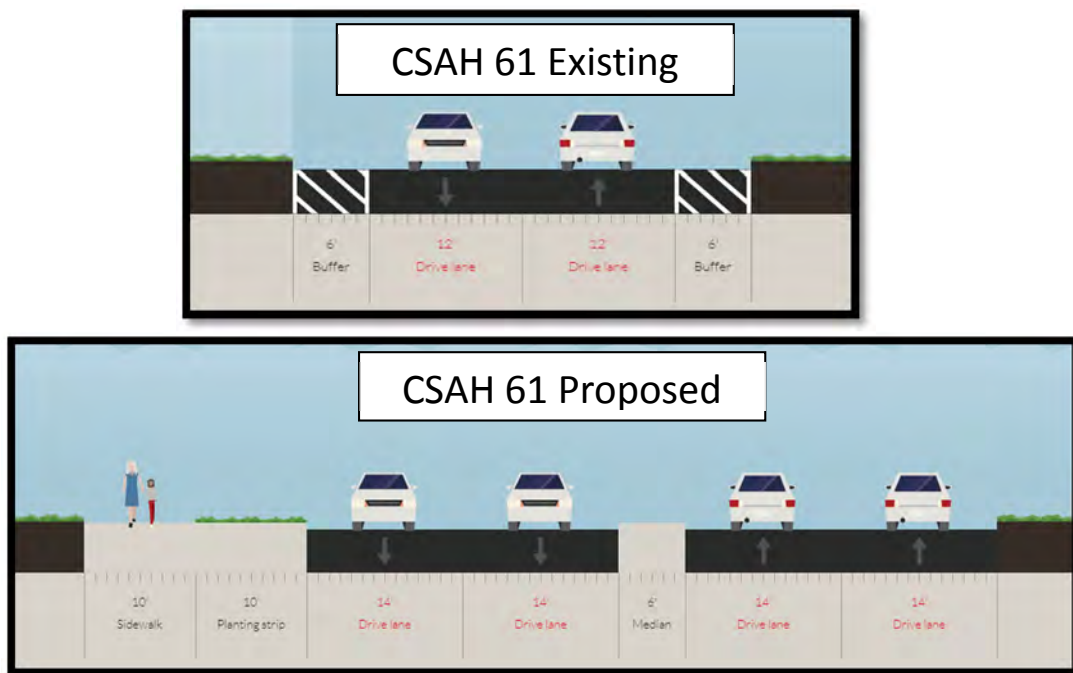 CSAH 61 Existing
6' 12' 12' 6'
Buffer Drive lane Drive lane Buffer
CSAH 61 Proposed
10' 10' 14' 14' 6' 14' 14'
Sidewalk Planting strip Drive lane Drive lane Median Drive lane Drive lane